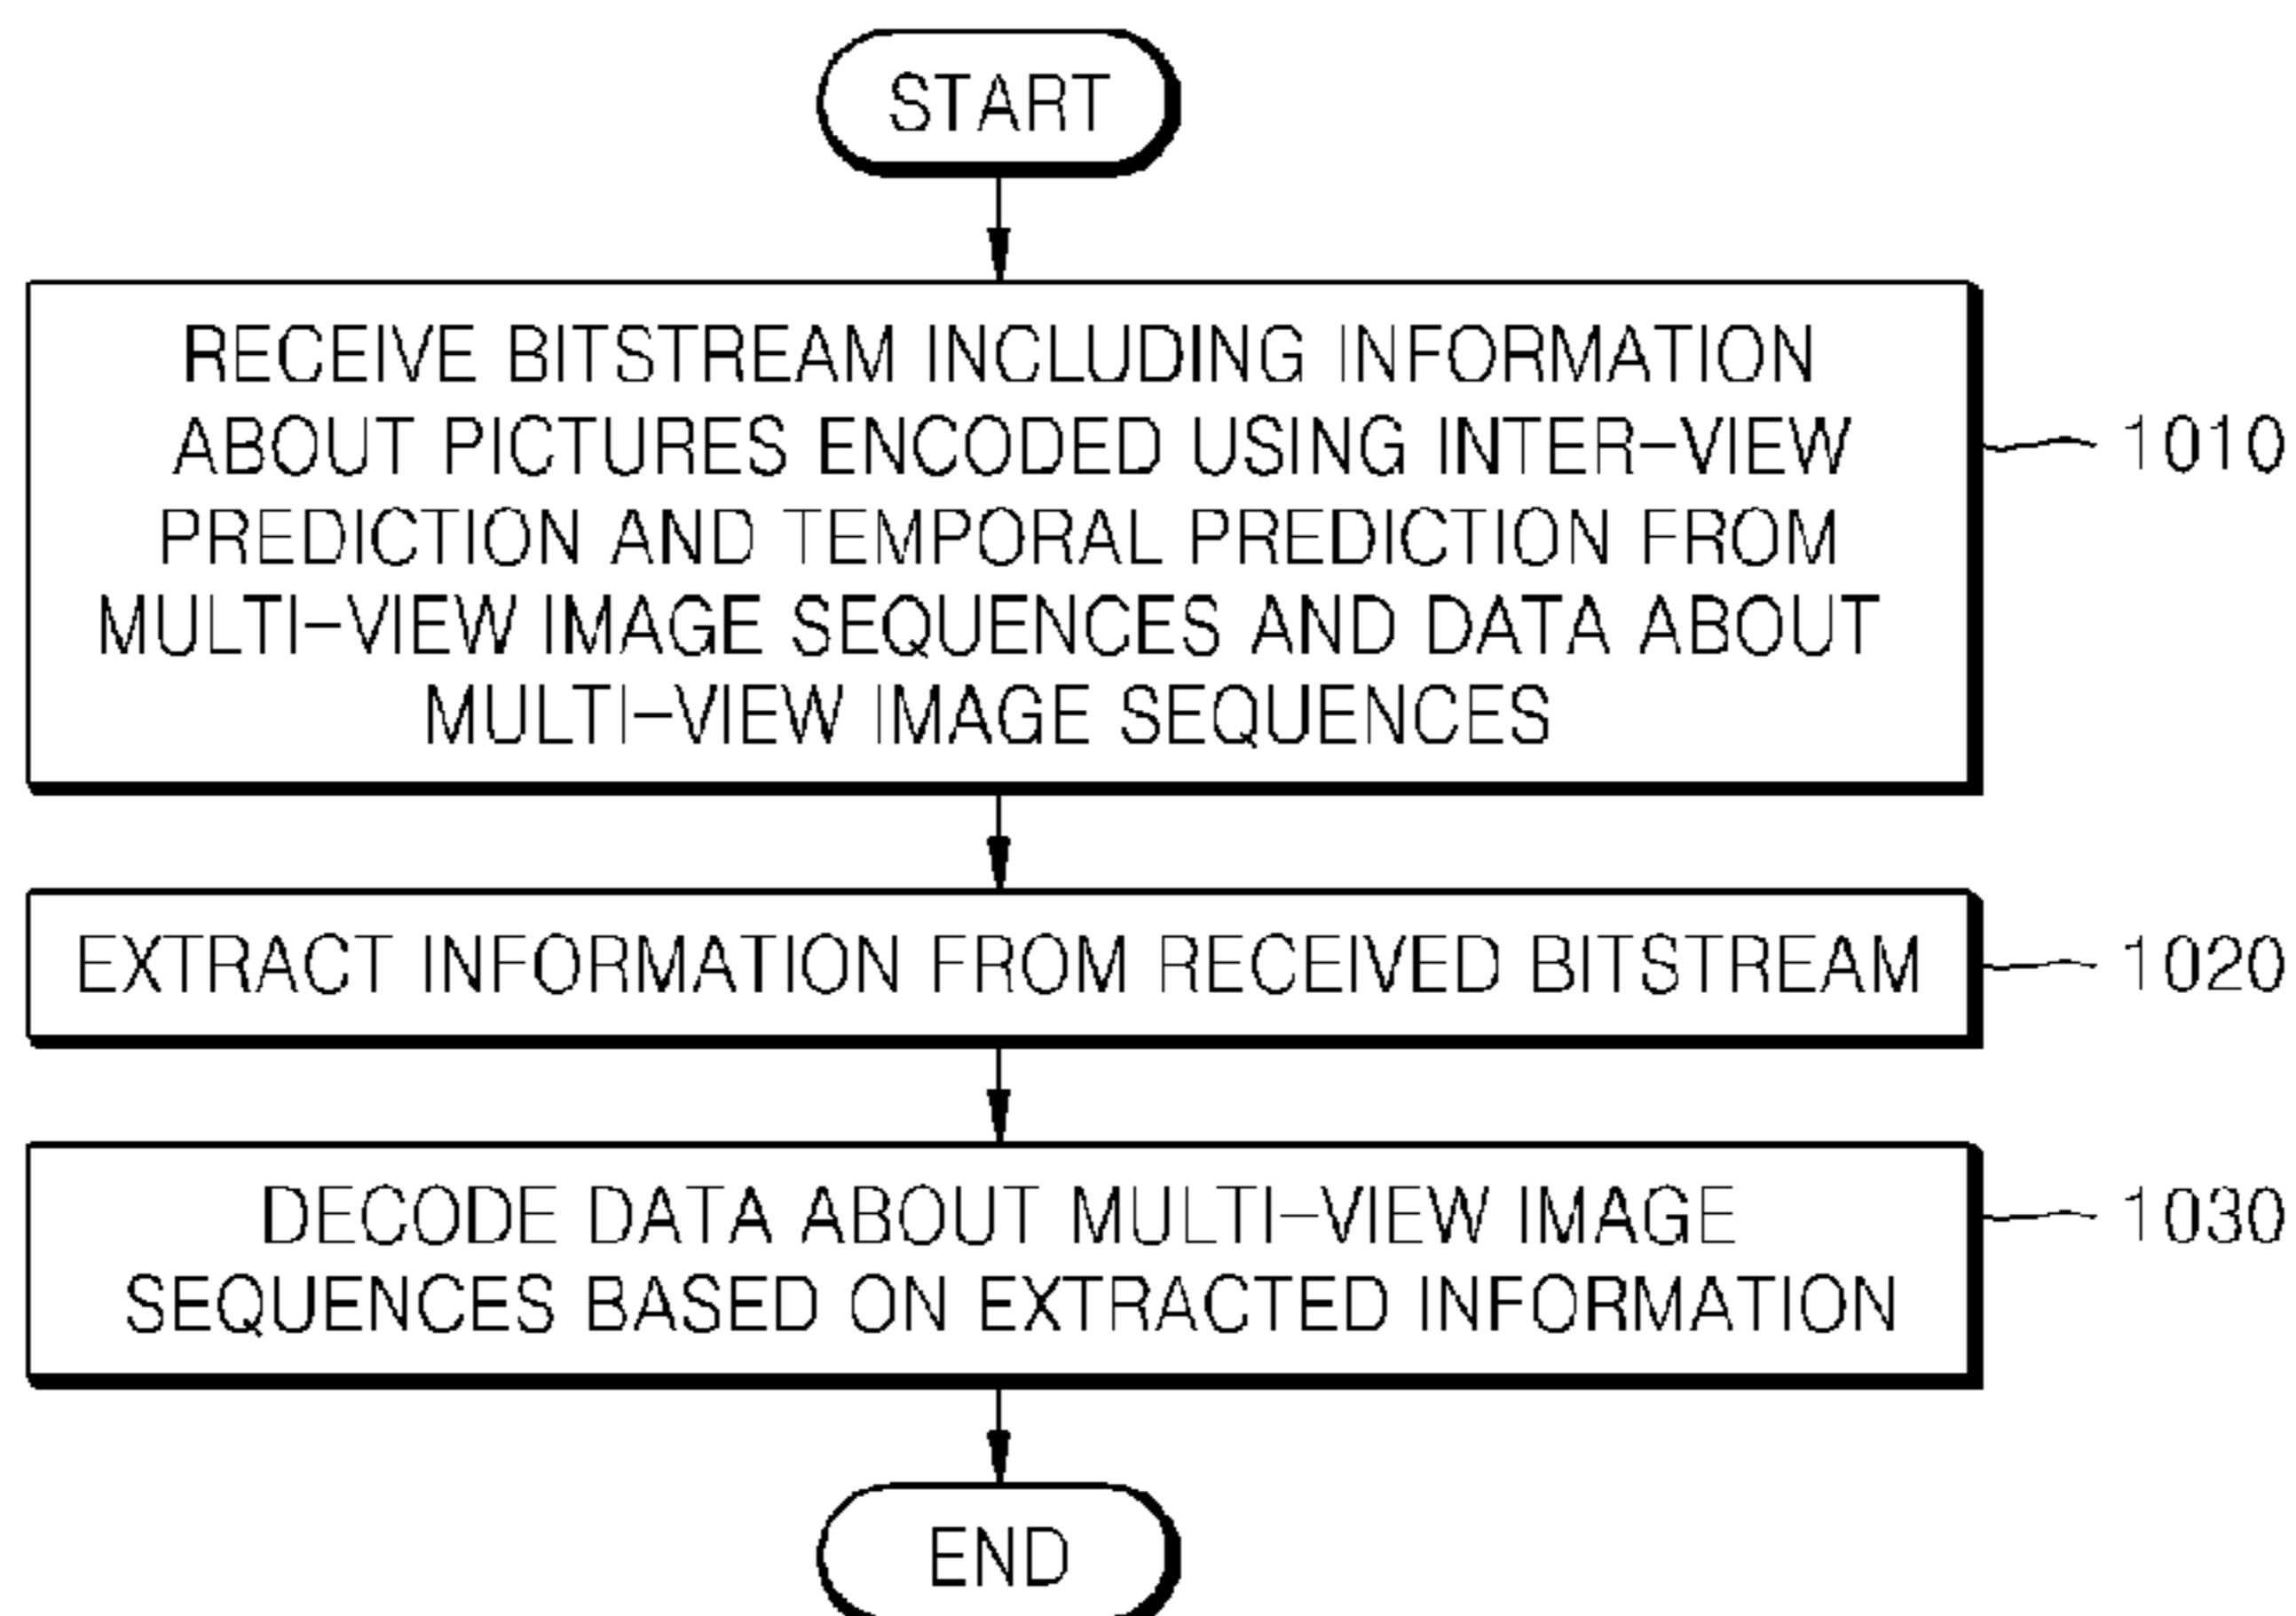 START
RECEIVE BITSTREAM INCLUDING INFORMATION
ABOUT PICTURES ENCODED USING INTER-VIEW
PREDICTION AND TEMPORAL PREDICTION FROM
MULTI-VIEW IMAGE SEQUENCES AND DATA ABOUT
MULTI-VIEW IMAGE SEQUENCES
1010
EXTRACT INFORMATION FROM RECEIVED BITSTREAM
1020
DECODE DATA ABOUT MULTI-VIEW IMAGE
SEQUENCES BASED ON EXTRACTED INFORMATION
1030
END